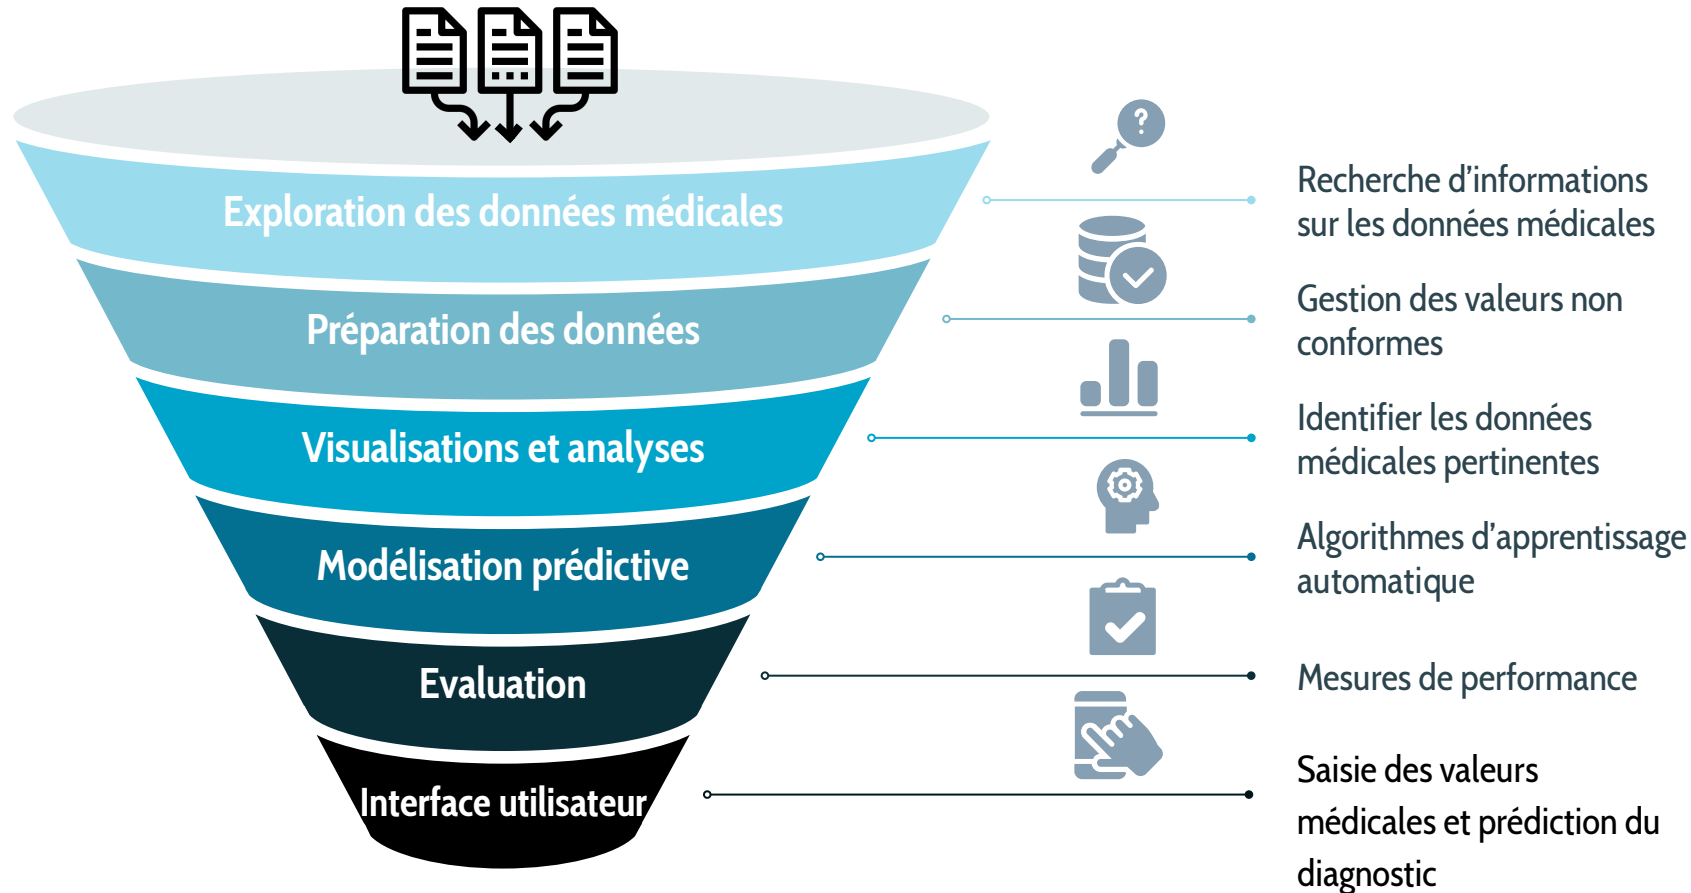 Exploration des données médicales
Recherche d’informations
sur les données médicales
Préparation des données
Gestion des valeurs non
conformes
Visualisations et analyses
Identifier les données
médicales pertinentes
Modélisation prédictive
Algorithmes d’apprentissage
automatique
Evaluation
Mesures de performance
Interface utilisateur
Saisie des valeurs
médicales et prédiction du
diagnostic
?